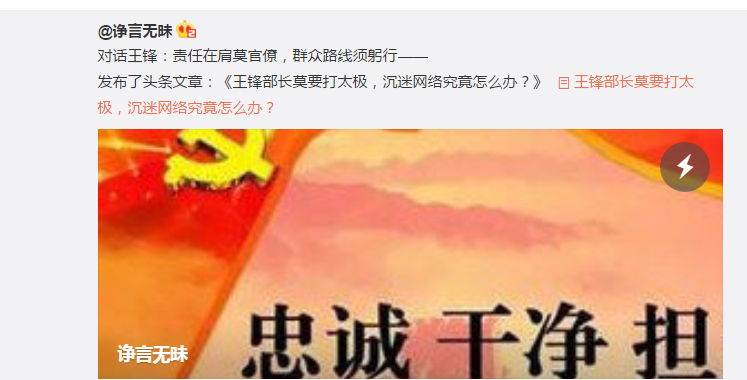 @诤言无昧
对话王锋：责任在肩莫官僚，群众路线须躬行——
发布了头条文章：《王锋部长莫要打太极，沉迷网络究竟怎么办？》 王锋部长莫要打太
极，沉迷网络究竟怎么办？
忠诚 干净 担
诤言无昧